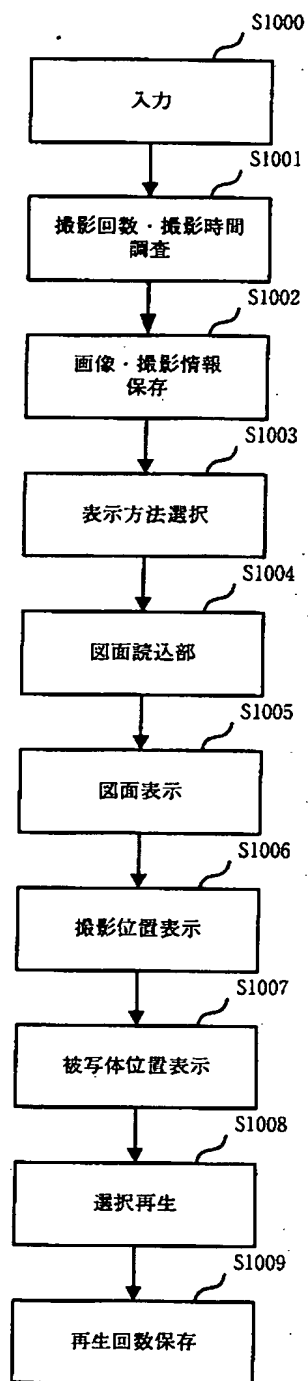 S1000
入力
S1001
撮影回数・撮影時間
調査
S1002
画像・撮影情報
保存
S1003
表示方法選択
S1004
図面読込部
S1005
図面表示
S1006
撮影位置表示
S1007
被写体位置表示
S1008
選択再生
S1009
再生回数保存